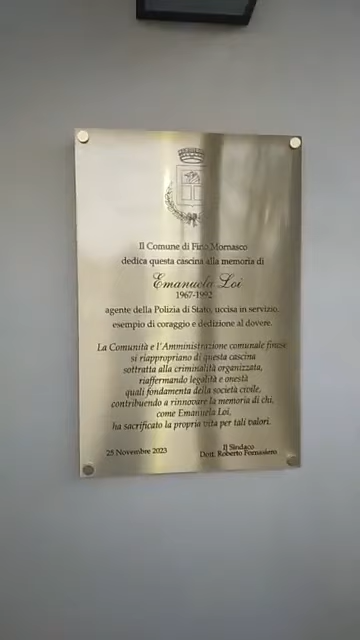 Il Comune di Fino Mornasco
dedica questa cascina alla memoria di
Emanuela Loi
1967-1992
agente della Polizia di Stato, uccisa in servizio,
esempio di coraggio e dedizione al dovere.
La Comunità e l'Amministrazione comunale finese
si riappropriano di questa cascina
sottratta alla criminalità organizzata,
riaffermando legalità e onestà
quali fondamenta della società civile,
contribuendo a rinnovare la memoria di chi,
come Emanuela Loi,
ha sacrificato la propria vita per tali valori.
25 Novembre 2023
Il Sindaco
Dott. Roberto Fornasiero